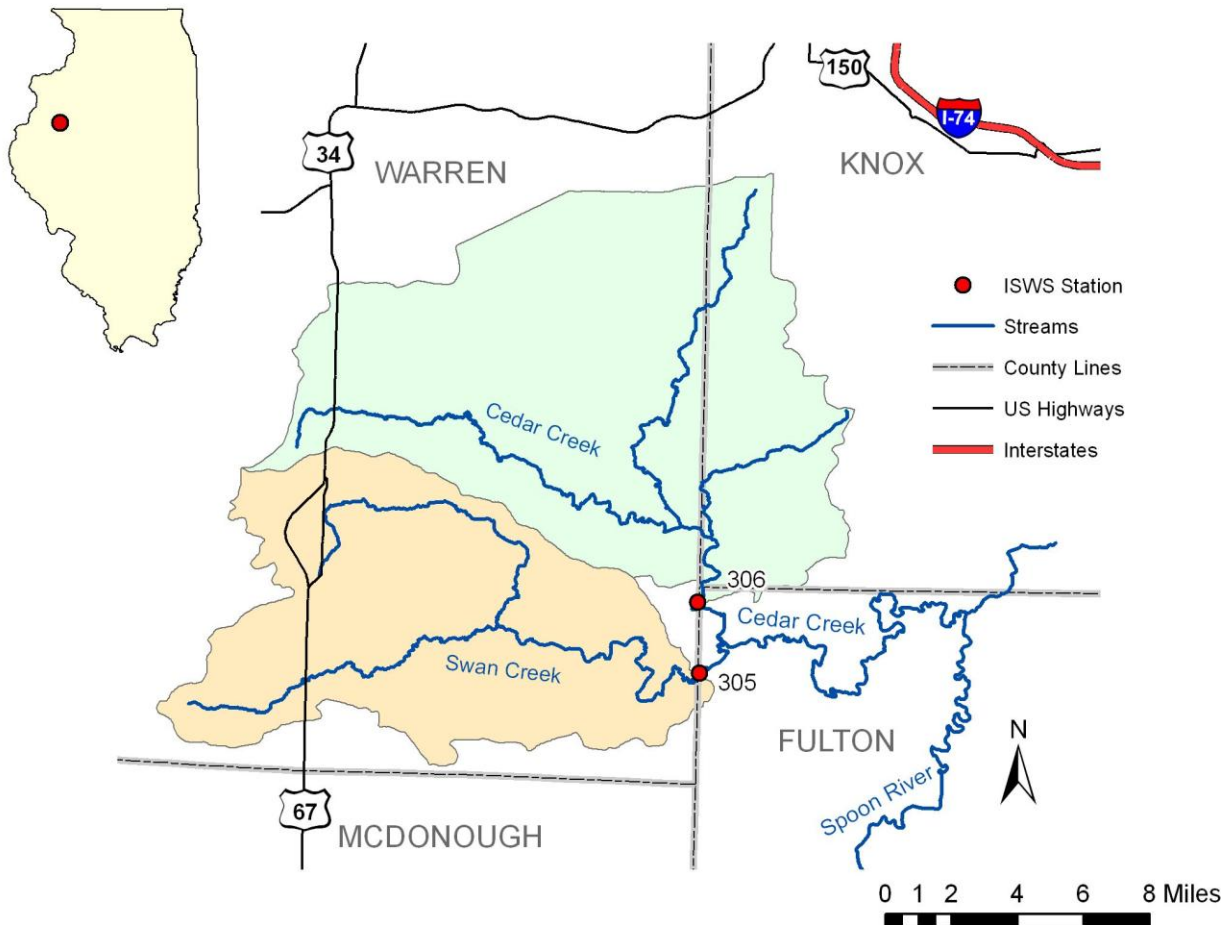 150
I-74
34
WARREN
KNOX
ISWS Station
Streams
County Lines
US Highways
Interstates
Cedar Creek
306
Cedar Creek
Swan Creek
305
FULTON
N
Spoon River
67
MCDONOUGH
0 1 2 4 6 8 Miles